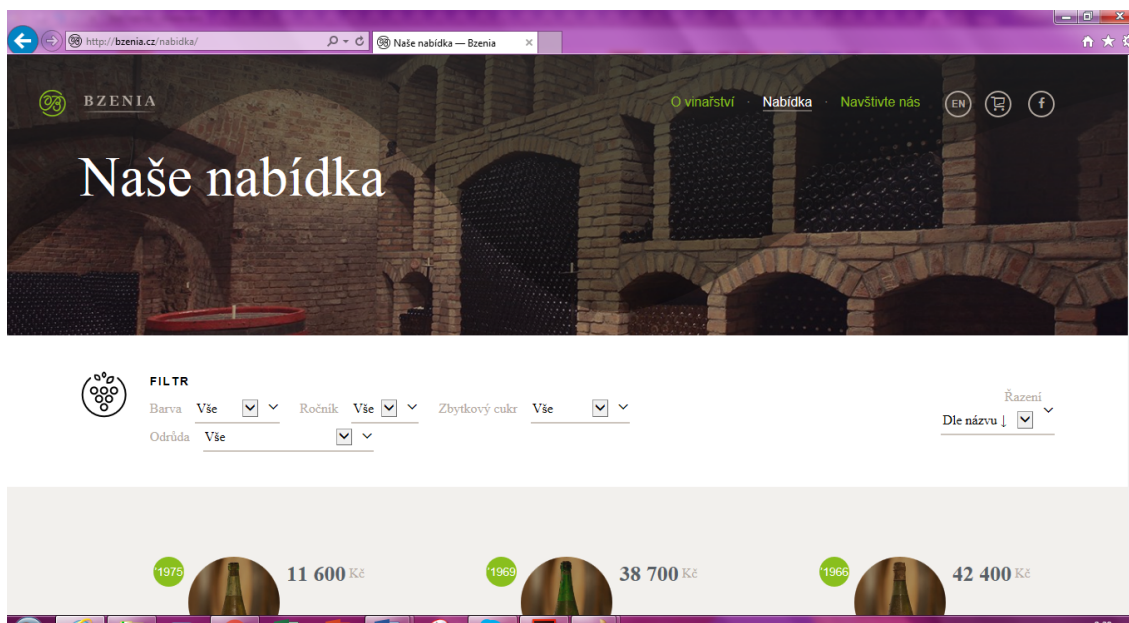 http://bzenia.cz/nabidka/
Naše nabídka — Bzenia
BZENIA
O vinařství · Nabídka · Navštivte nás EN f
Naše nabídka
FILTR
Barva Vše Ročník Vše Zbytkový cukr Vše
Odrůda Vše
Řazení
Dle názvu ↓
'1975 11 600 Kč
'1969 38 700 Kč
'1966 42 400 Kč